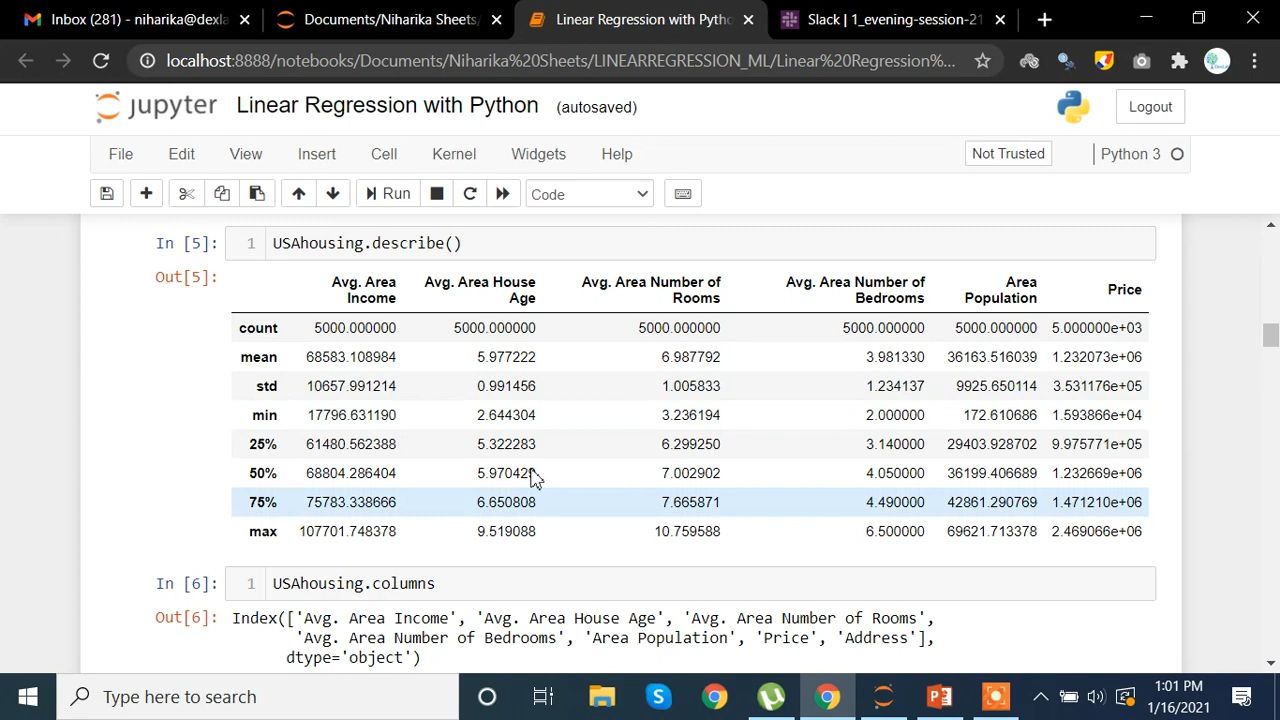 Inbox (281) - niharika@dexla
Documents/Niharika Sheets/
Linear Regression with Pytho
Slack | 1_evening-session-21
localhost:8888/notebooks/Documents/Niharika%20Sheets/LINEARREGRESSION_ML/Linear%20Regression%...
jupyter Linear Regression with Python (autosaved)
Logout
File Edit View Insert Cell Kernel Widgets Help
Not Trusted
Python 3
Run
Code
In [5]: 1 USAhousing.describe()
Out[5]:
Avg. Area Income Avg. Area House Age Avg. Area Number of Rooms Avg. Area Number of Bedrooms Area Population Price
count 5000.000000 5000.000000 5000.000000 5000.000000 5000.000000 5.000000e+03
mean 68583.108984 5.977222 6.987792 3.981330 36163.516039 1.232073e+06
std 10657.991214 0.991456 1.005833 1.234137 9925.650114 3.531176e+05
min 17796.631190 2.644304 3.236194 2.000000 172.610686 1.593866e+04
25% 61480.562388 5.322283 6.299250 3.140000 29403.928702 9.975771e+05
50% 68804.286404 7.002902 4.050000 36199.406689 1.232669e+06
75% 75783.338666 6.650808 7.665871 4.490000 42861.290769 1.471210e+06
max 107701.748378 9.519088 10.759588 6.500000 69621.713378 2.469066e+06
In [6]: 1 USAhousing.columns
Out[6]: Index(['Avg. Area Income', 'Avg. Area House Age', 'Avg. Area Number of Rooms',
'Avg. Area Number of Bedrooms', 'Area Population', 'Price', 'Address'],
dtype='object')
Type here to search
1:01 PM
1/16/2021